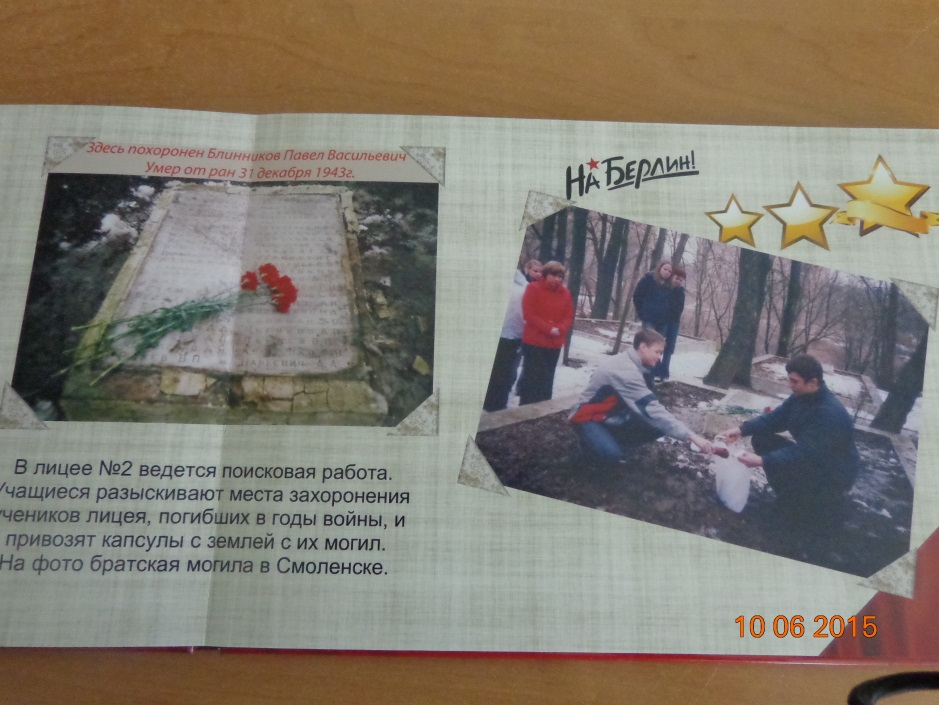 Здесь похоронен Блинников Павел Васильевич
Умер от ран 31 декабря 1943г.
На Берлин!
В лицее №2 ведется поисковая работа.
Учащиеся разыскивают места захоронения
учеников лицея, погибших в годы войны, и
привозят капсулы с землей с их могил.
На фото братская могила в Смоленске.
10 06 2015